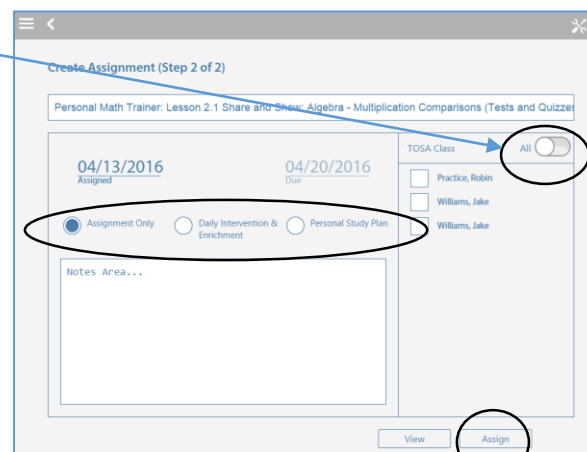 Create Assignment (Step 2 of 2)
Personal Math Trainer: Lesson 2.1 Share and Show: Algebra - Multiplication Comparisons (Tests and Quizzes
04/13/2016
Assigned
04/20/2016
Due
Assignment Only
Daily Intervention &
Enrichment
Personal Study Plan
Notes Area...
TOSA Class
All
Practice, Robin
Williams, Jake
Williams, Jake
View
Assign